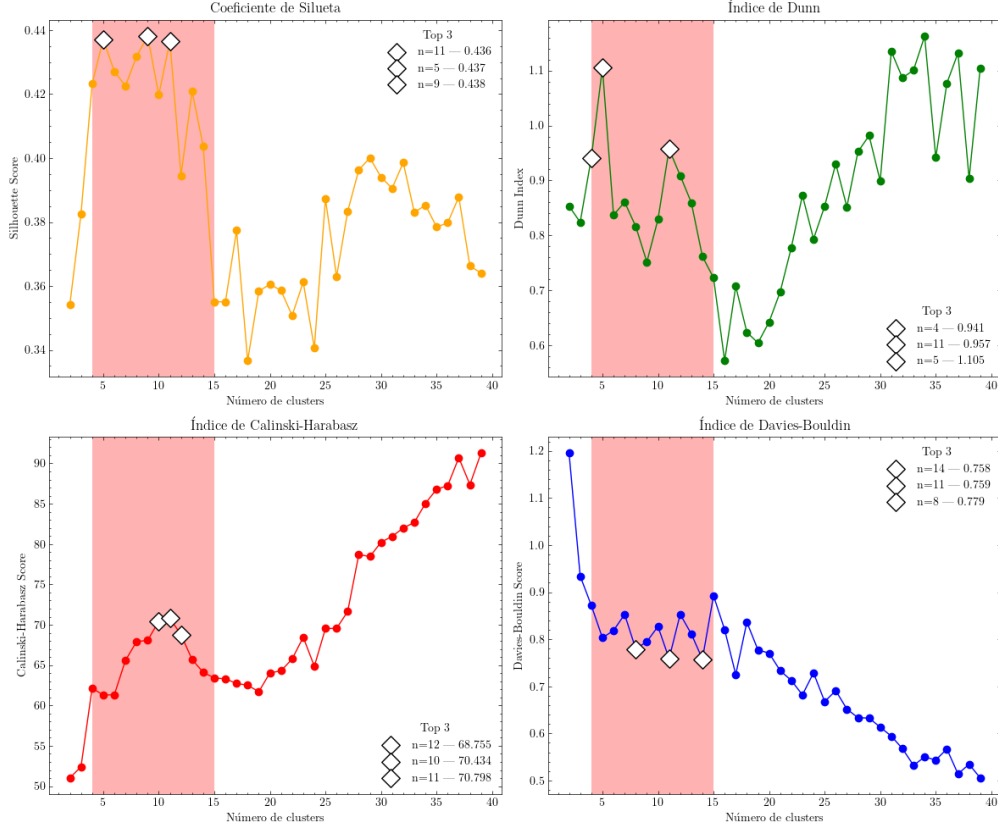 Coeficiente de Silueta
0.44
0.42
0.40
0.38
0.36
0.34
Silhouette Score
Top 3
n=11 — 0.436
n=5 — 0.437
n=9 — 0.438
5
10
15
20
25
30
35
40
Número de clusters
Índice de Dunn
1.1
1.0
0.9
0.8
0.7
0.6
Dunn Index
Top 3
n=4 — 0.941
n=11 — 0.957
n=5 — 1.105
5
10
15
20
25
30
35
40
Número de clusters
Índice de Calinski-Harabasz
90
85
80
75
70
65
60
55
50
Calinski-Harabasz Score
Top 3
n=12 — 68.755
n=10 — 70.434
n=11 — 70.798
5
10
15
20
25
30
35
40
Número de clusters
Índice de Davies-Bouldin
1.2
1.1
1.0
0.9
0.8
0.7
0.6
0.5
Davies-Bouldin Score
Top 3
n=14 — 0.758
n=11 — 0.759
n=8 — 0.779
5
10
15
20
25
30
35
40
Número de clusters